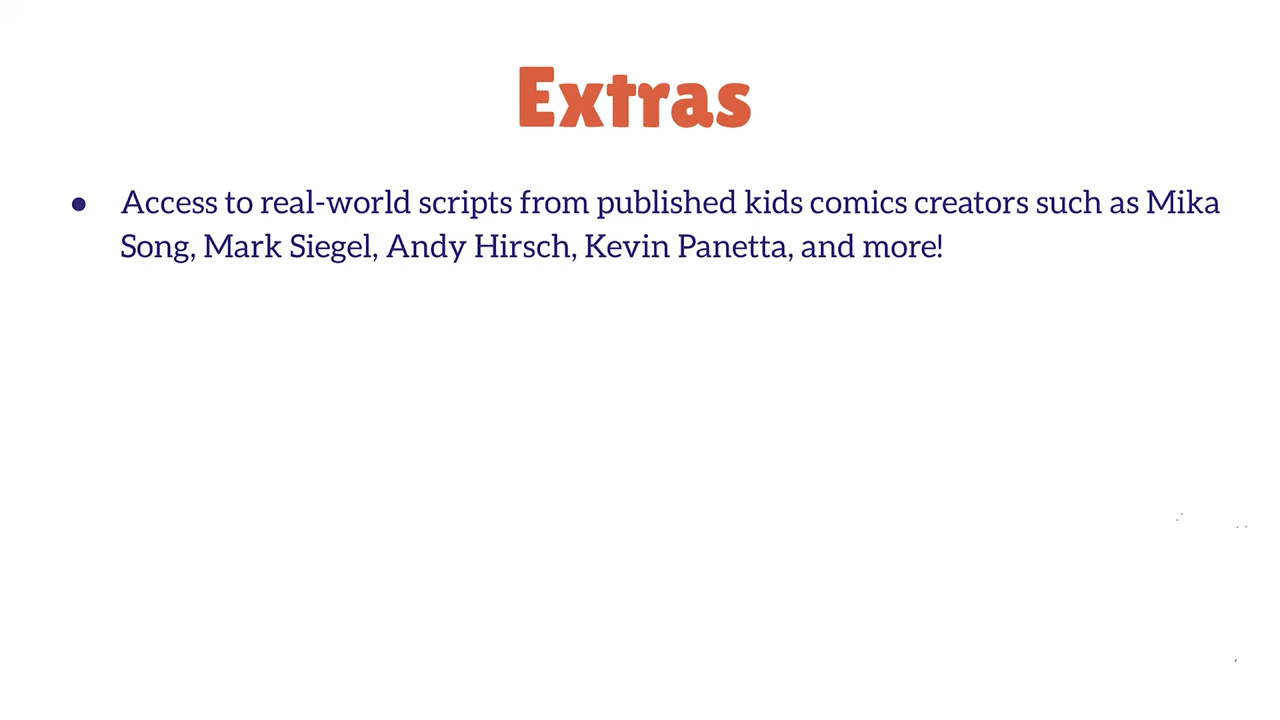 Extras
● Access to real-world scripts from published kids comics creators such as Mika
Song, Mark Siegel, Andy Hirsch, Kevin Panetta, and more!